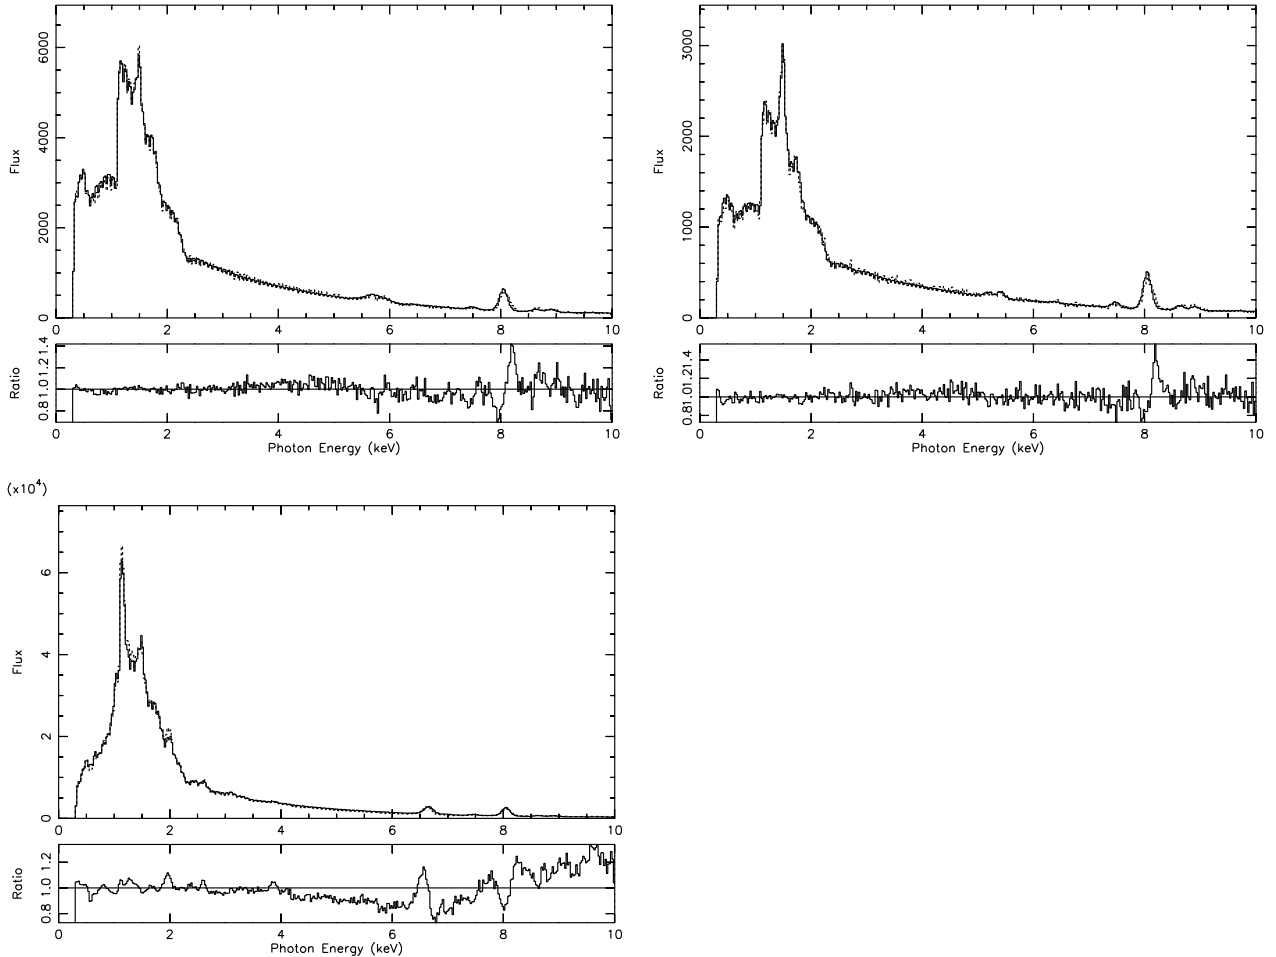 6000
4000
2000
0
Flux
0 2 4 6 8 10
0.8 1.0 1.2 1.4
Ratio
0 2 4 6 8 10
Photon Energy (keV)
3000
2000
1000
0
Flux
0 2 4 6 8 10
0.8 1.0 1.2 1.4
Ratio
0 2 4 6 8 10
Photon Energy (keV)
(x10⁴)
6
4
2
0
Flux
0 2 4 6 8 10
0.8 1.0 1.2
Ratio
0 2 4 6 8 10
Photon Energy (keV)